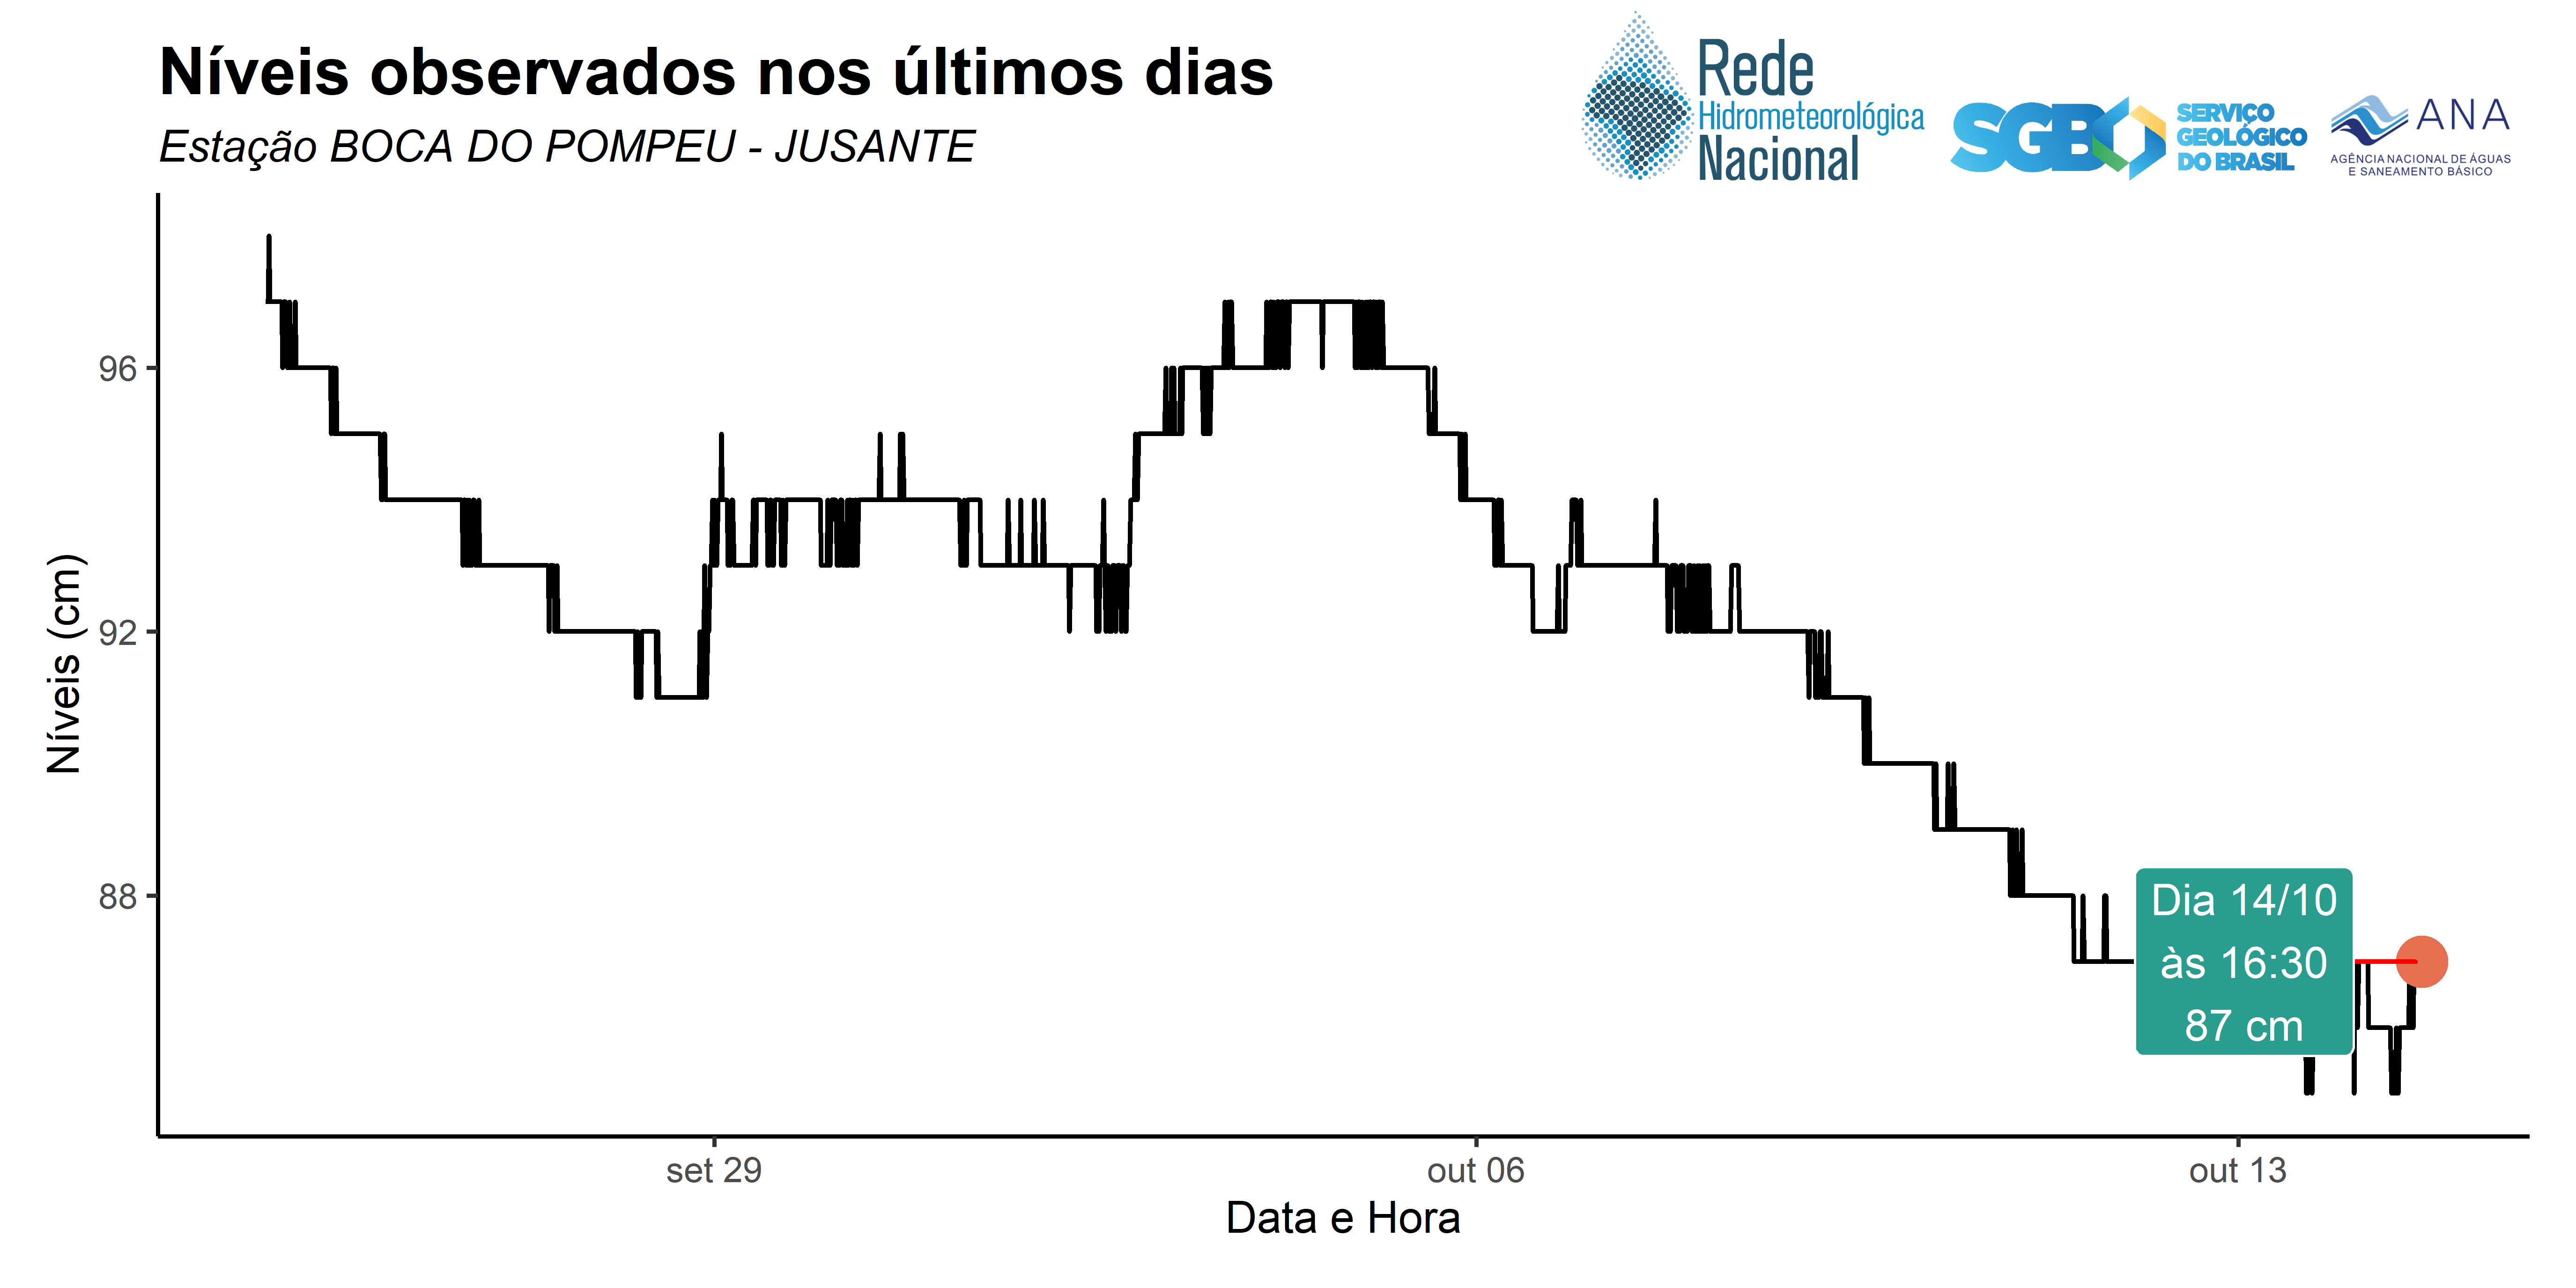 Níveis observados nos últimos dias
Estação BOCA DO POMPEU - JUSANTE
Rede
Hidrometeorológica
Nacional
SGB
SERVIÇO
GEOLÓGICO
DO BRASIL
ANA
AGÊNCIA NACIONAL DE ÁGUAS
E SANEAMENTO BÁSICO
Níveis (cm)
96
92
88
Dia 14/10
às 16:30
87 cm
set 29
out 06
out 13
Data e Hora